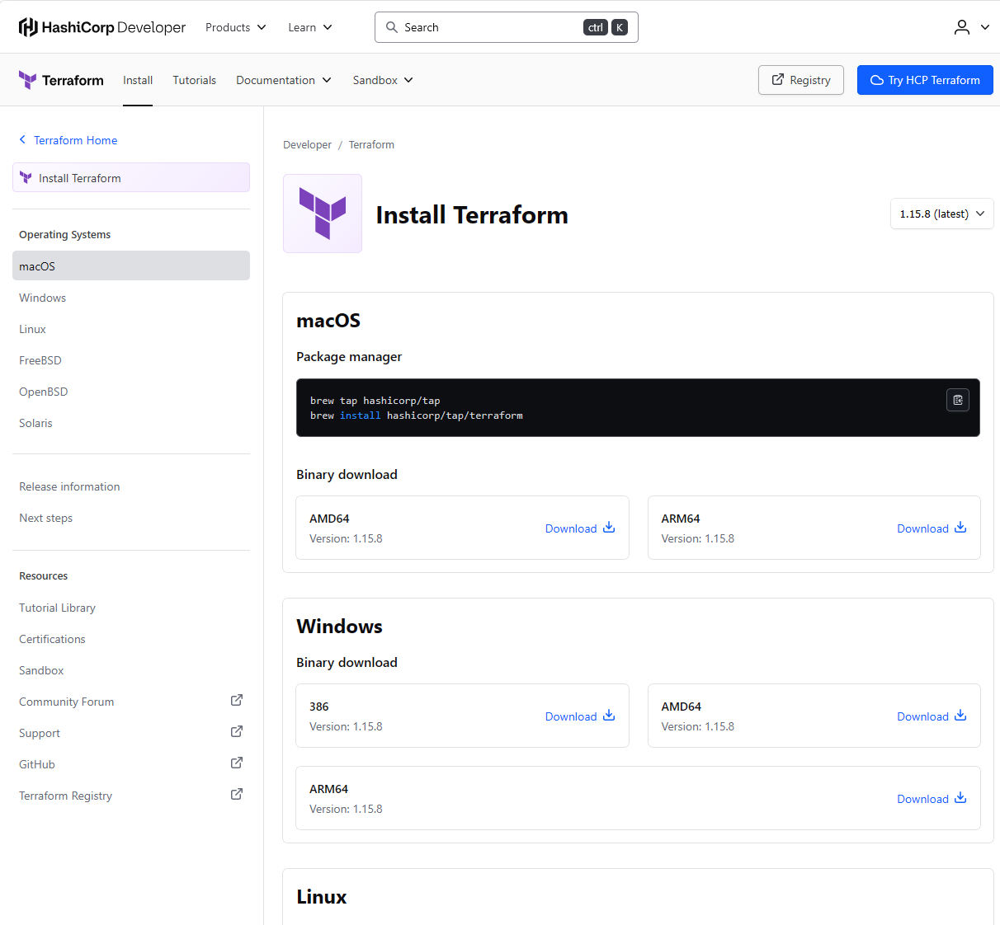 HashiCorp Developer Products Learn Search ctrl K
Terraform Install Tutorials Documentation Sandbox Registry Try HCP Terraform
Terraform Home
Install Terraform
Operating Systems
macOS
Windows
Linux
FreeBSD
OpenBSD
Solaris
Release information
Next steps
Resources
Tutorial Library
Certifications
Sandbox
Community Forum
Support
GitHub
Terraform Registry
Developer / Terraform
Install Terraform
1.15.8 (latest)
macOS
Package manager
brew tap hashicorp/tap
brew install hashicorp/tap/terraform
Binary download
AMD64
Version: 1.15.8
Download
ARM64
Version: 1.15.8
Download
Windows
Binary download
386
Version: 1.15.8
Download
AMD64
Version: 1.15.8
Download
ARM64
Version: 1.15.8
Download
Linux